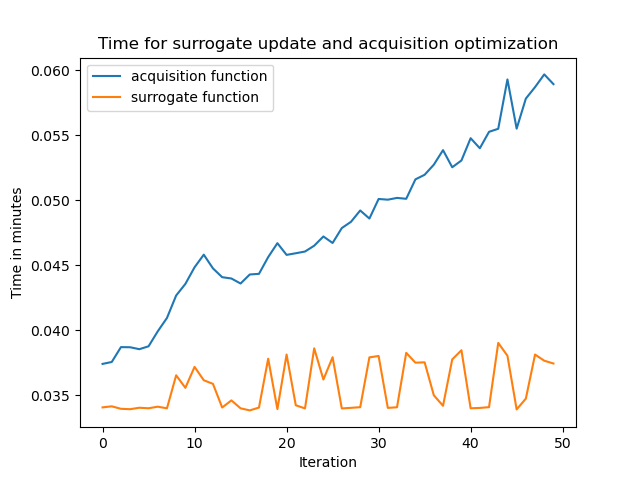 Time for surrogate update and acquisition optimization
acquisition function
surrogate function
Time in minutes
0.060
0.055
0.050
0.045
0.040
0.035
0 10 20 30 40 50
Iteration